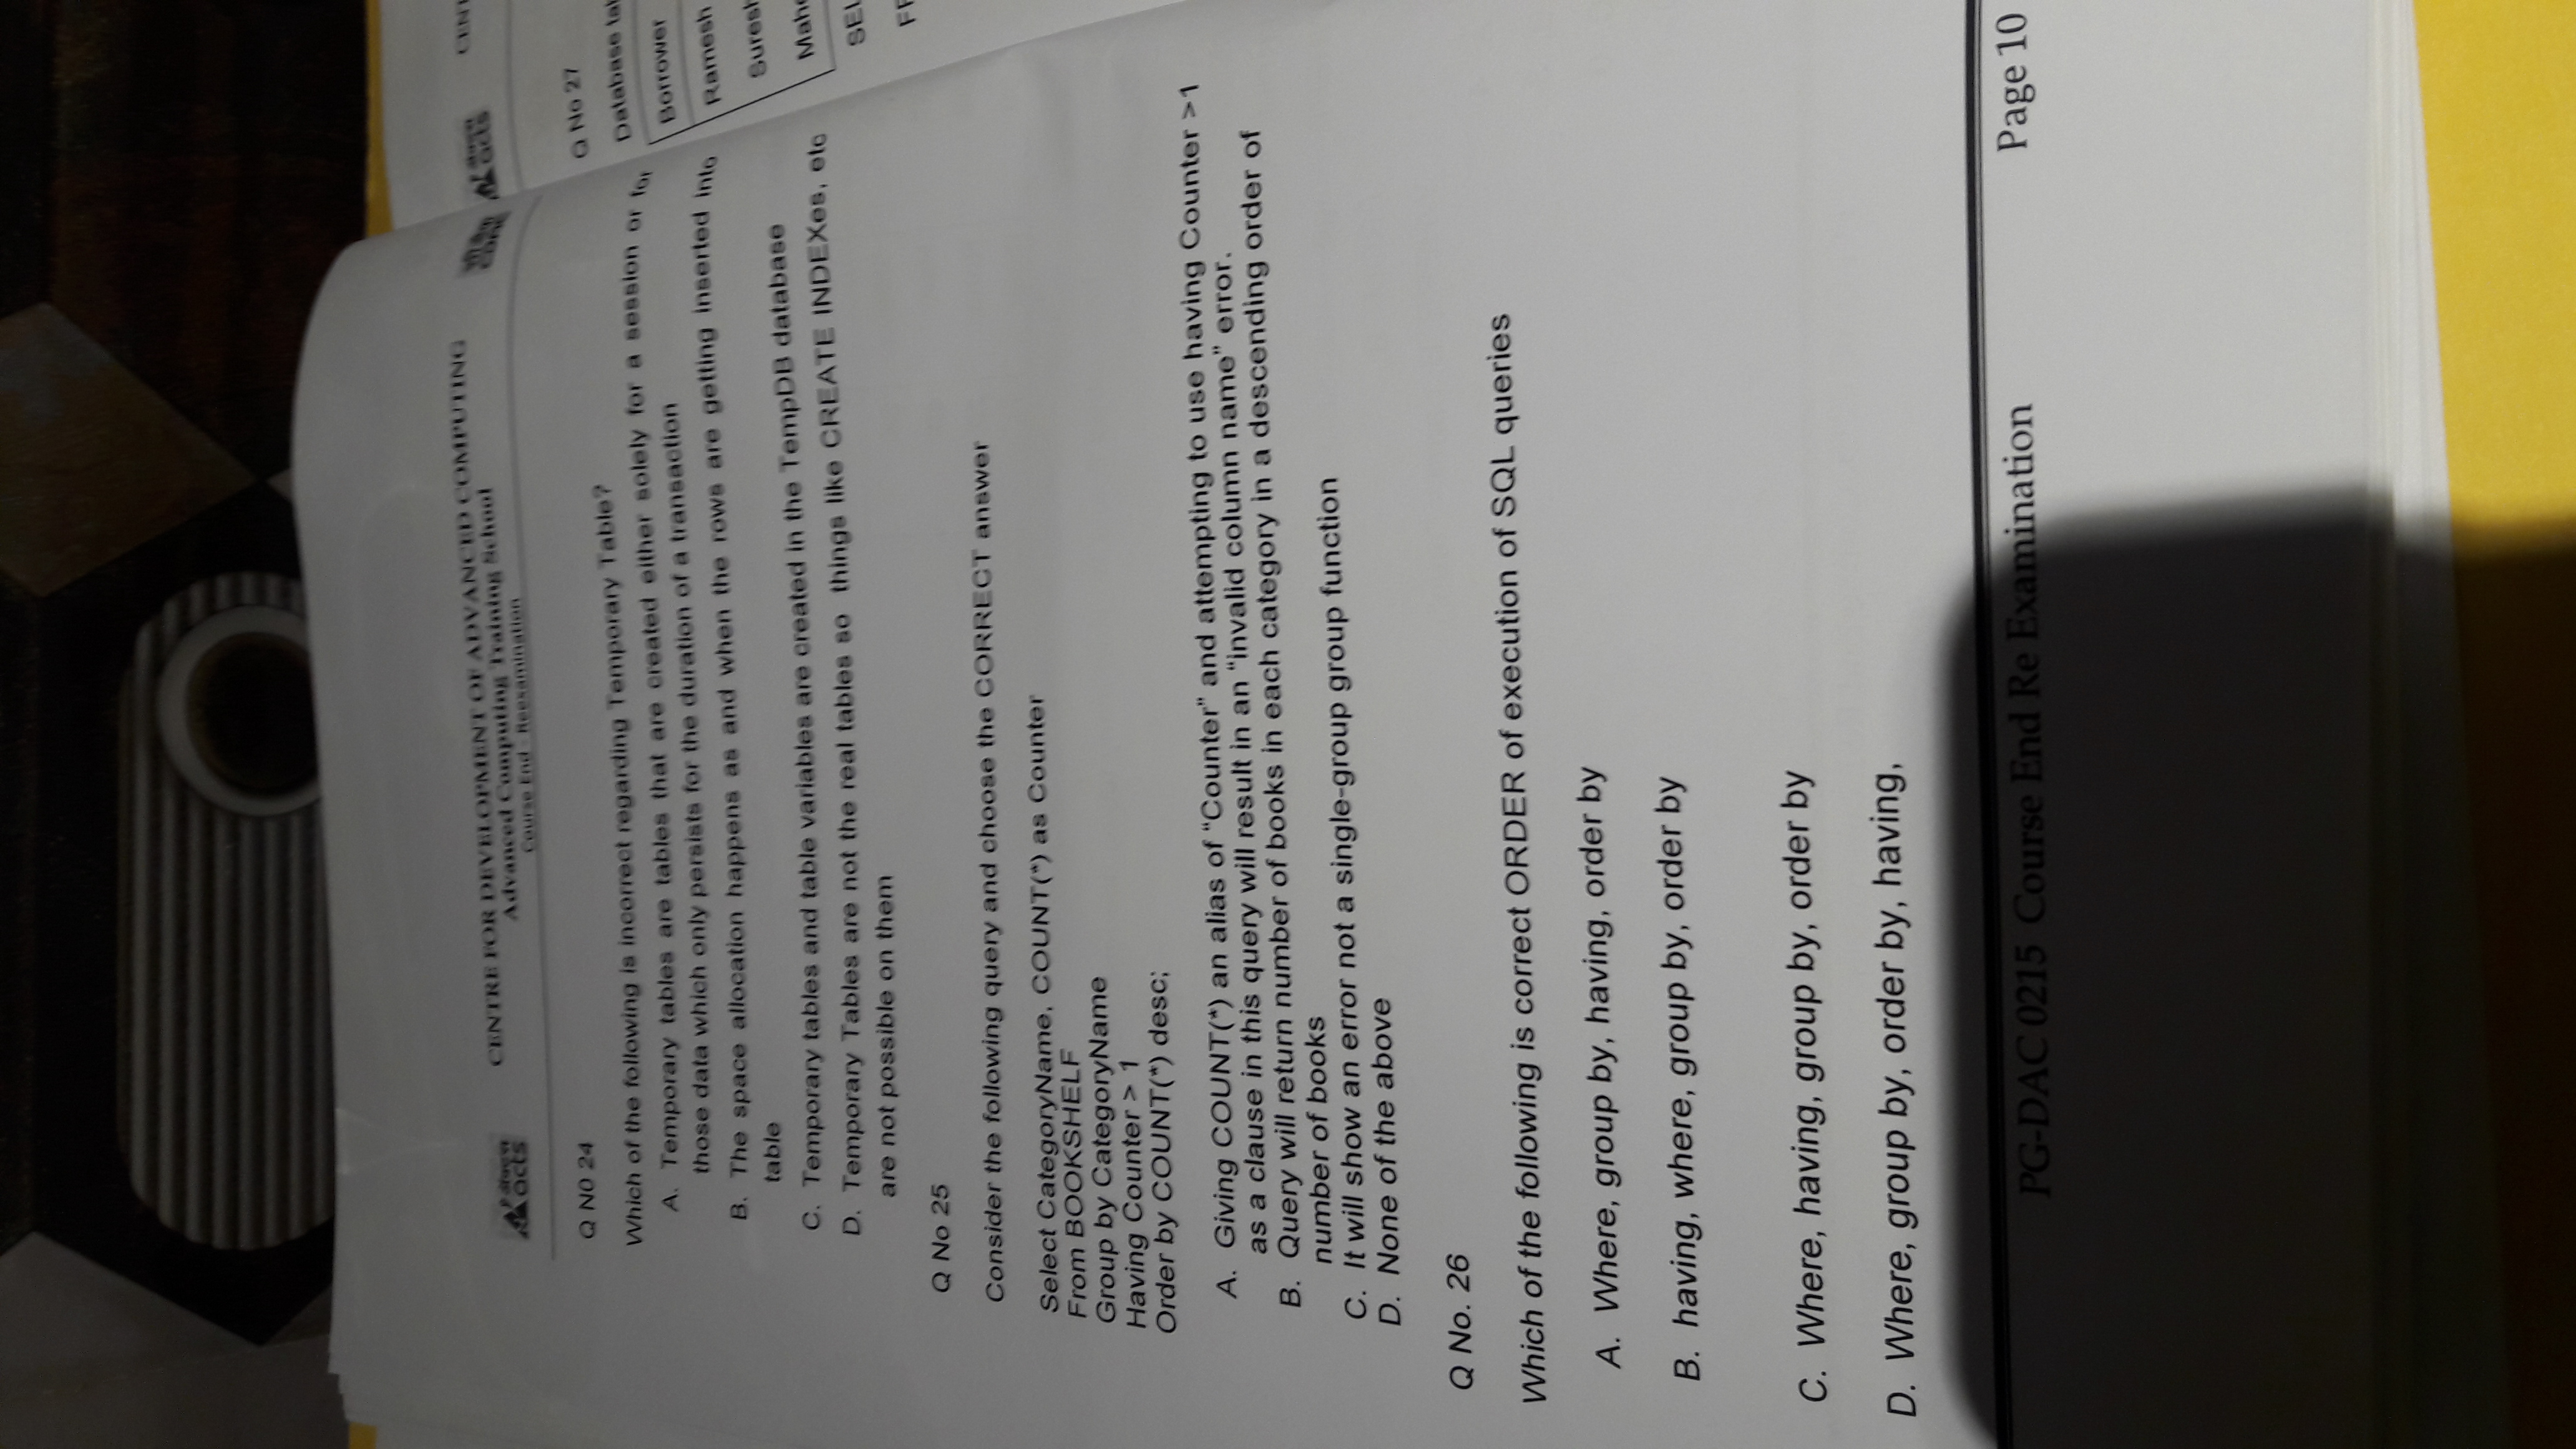 acts
CENTRE FOR DEVELOPMENT OF ADVANCED COMPUTING
Advanced Computing Training School
Course End - Reexamination
Q N0 24
Which of the following is incorrect regarding Temporary Table?
A. Temporary tables are tables that are created either solely for a session or for
those data which only persists for the duration of a transaction
B. The space allocation happens as and when the rows are getting inserted into
table
C. Temporary tables and table variables are created in the TempDB database
D. Temporary Tables are not the real tables so things like CREATE INDEXes, etc
are not possible on them
Q No 25
Consider the following query and choose the CORRECT answer
Select CategoryName, COUNT(*) as Counter
From BOOKSHELF
Group by CategoryName
Having Counter > 1
Order by COUNT(*) desc;
A. Giving COUNT(*) an alias of “Counter” and attempting to use having Counter >1
as a clause in this query will result in an “invalid column name” error.
B. Query will return number of books in each category in a descending order of
number of books
C. It will show an error not a single-group group function
D. None of the above
Q No. 26
Which of the following is correct ORDER of execution of SQL queries
A. Where, group by, having, order by
B. having, where, group by, order by
C. Where, having, group by, order by
D. Where, group by, order by, having,
PG-DAC 0215 Course End Re Examination
Page 10
acts
CENT
Q No 27
Database tab
Borrower
Ramesh
Suresh
Mahe
SEL
FR